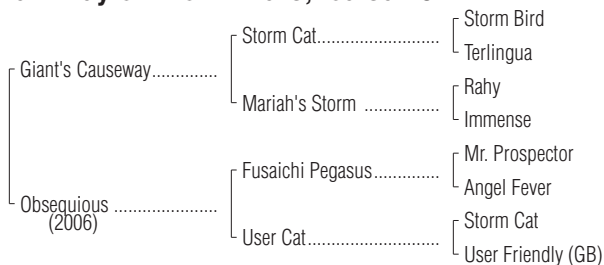 Storm Bird
Storm Cat................
Terlingua
Giant's Causeway..............
Rahy
Mariah's Storm ................
Immense
Mr. Prospector
Fusaichi Pegasus...............
Angel Fever
Obsequious ......................
(2006)
Storm Cat
User Cat............................
User Friendly (GB)